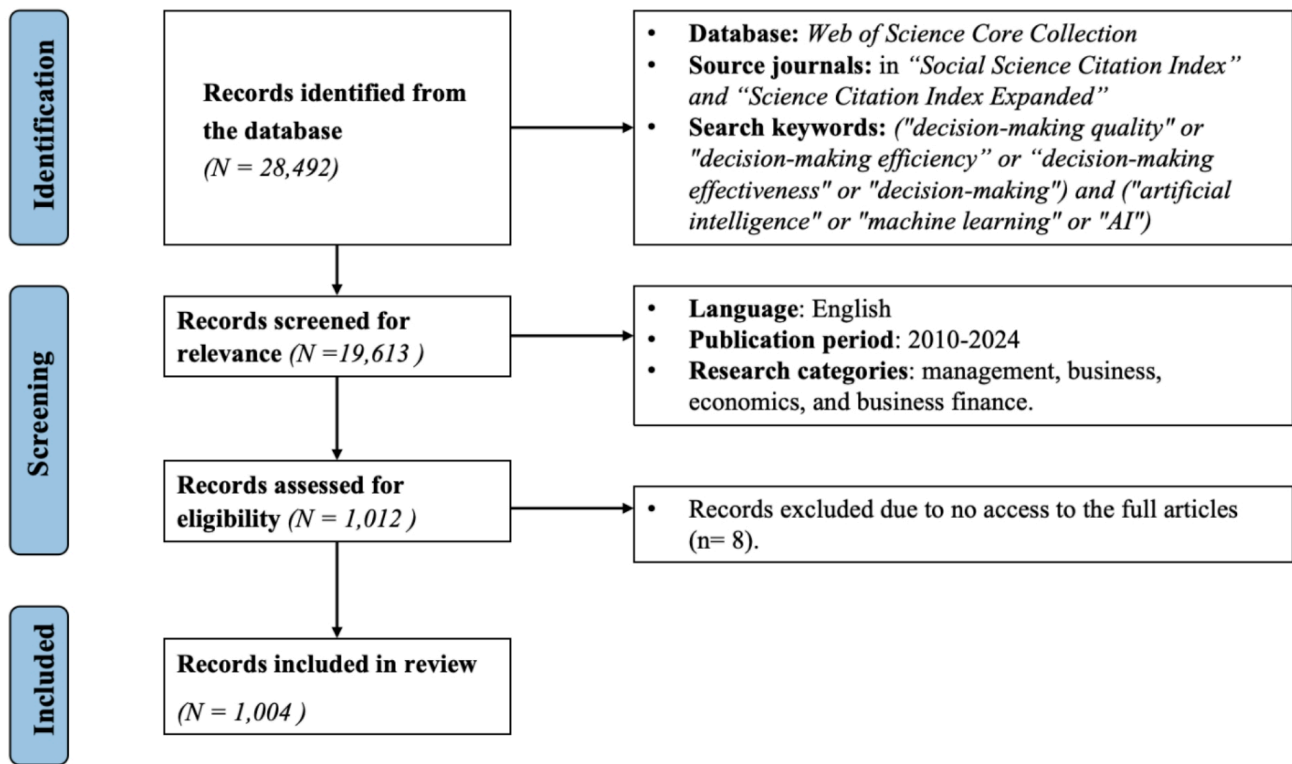 Identification
Records identified from
the database
(N = 28,492)
• Database: Web of Science Core Collection
• Source journals: in “Social Science Citation Index”
and “Science Citation Index Expanded”
• Search keywords: ("decision-making quality" or
"decision-making efficiency” or “decision-making
effectiveness" or "decision-making") and ("artificial
intelligence" or "machine learning" or "AI")
Screening
Records screened for
relevance (N =19,613 )
• Language: English
• Publication period: 2010-2024
• Research categories: management, business,
economics, and business finance.
Records assessed for
eligibility (N = 1,012 )
• Records excluded due to no access to the full articles
(n= 8).
Included
Records included in review
(N = 1,004 )